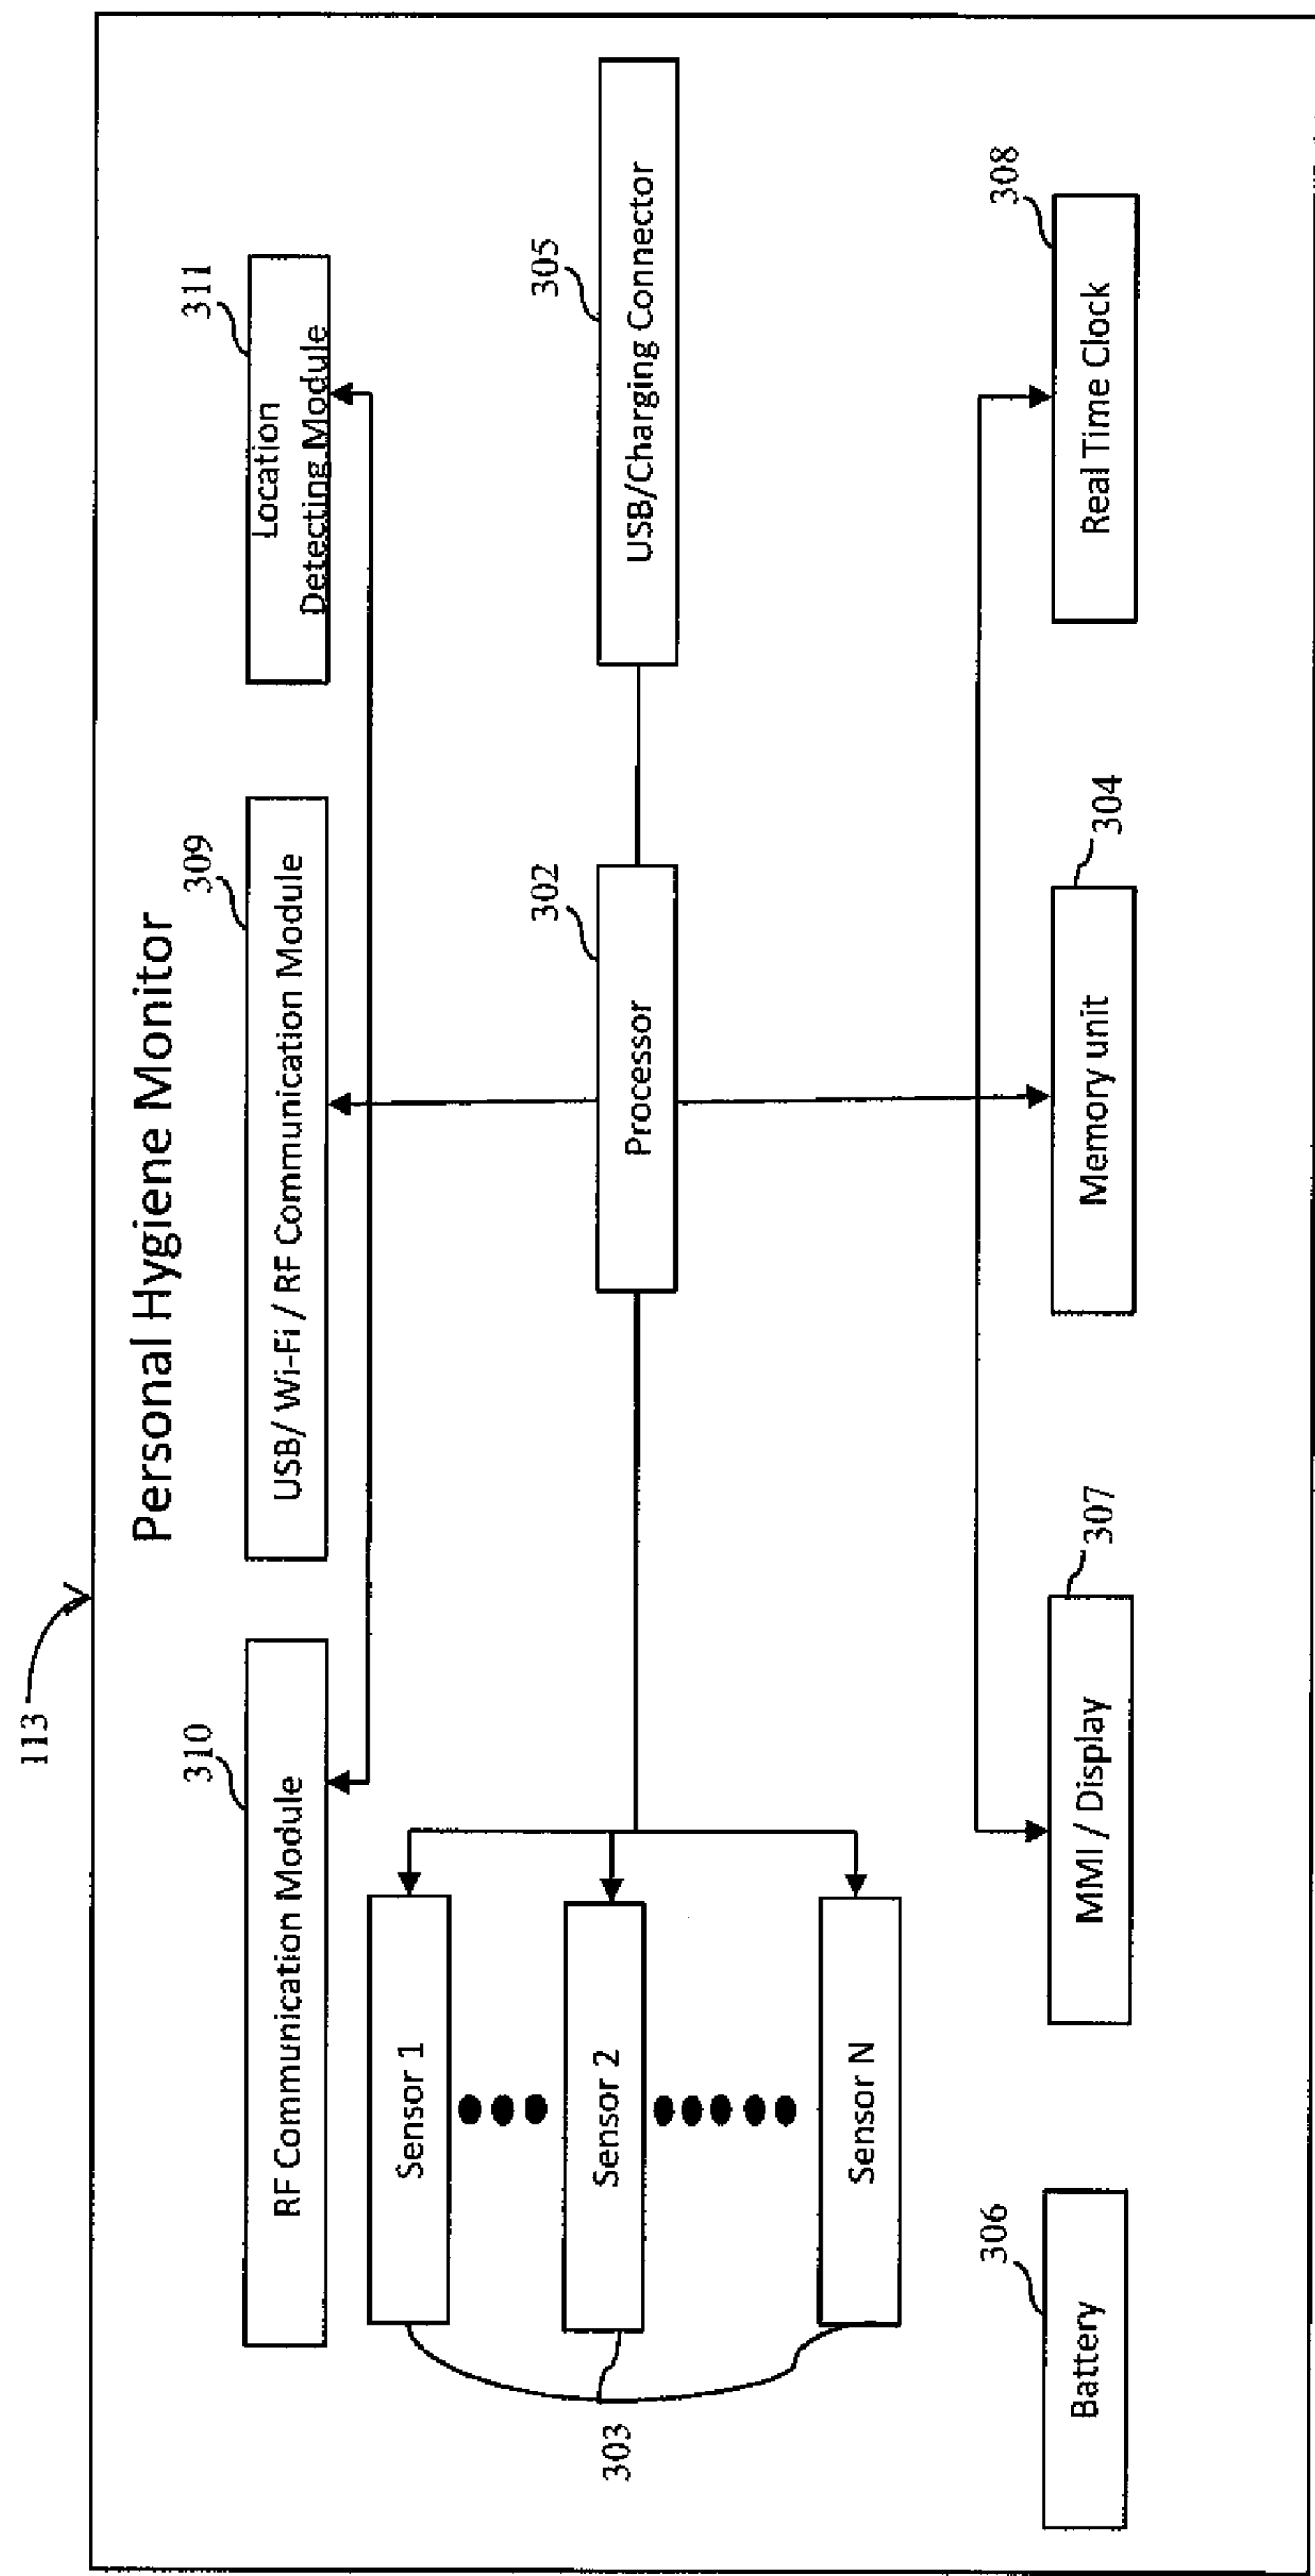 113
Personal Hygiene Monitor
310
309
311
RF Communication Module
USB/ Wi-Fi / RF Communication Module
Location
Detecting Module
Sensor 1
302
305
Sensor 2
Processor
USB/Charging Connector
303
Sensor N
306
307
304
308
Battery
MMI / Display
Memory unit
Real Time Clock